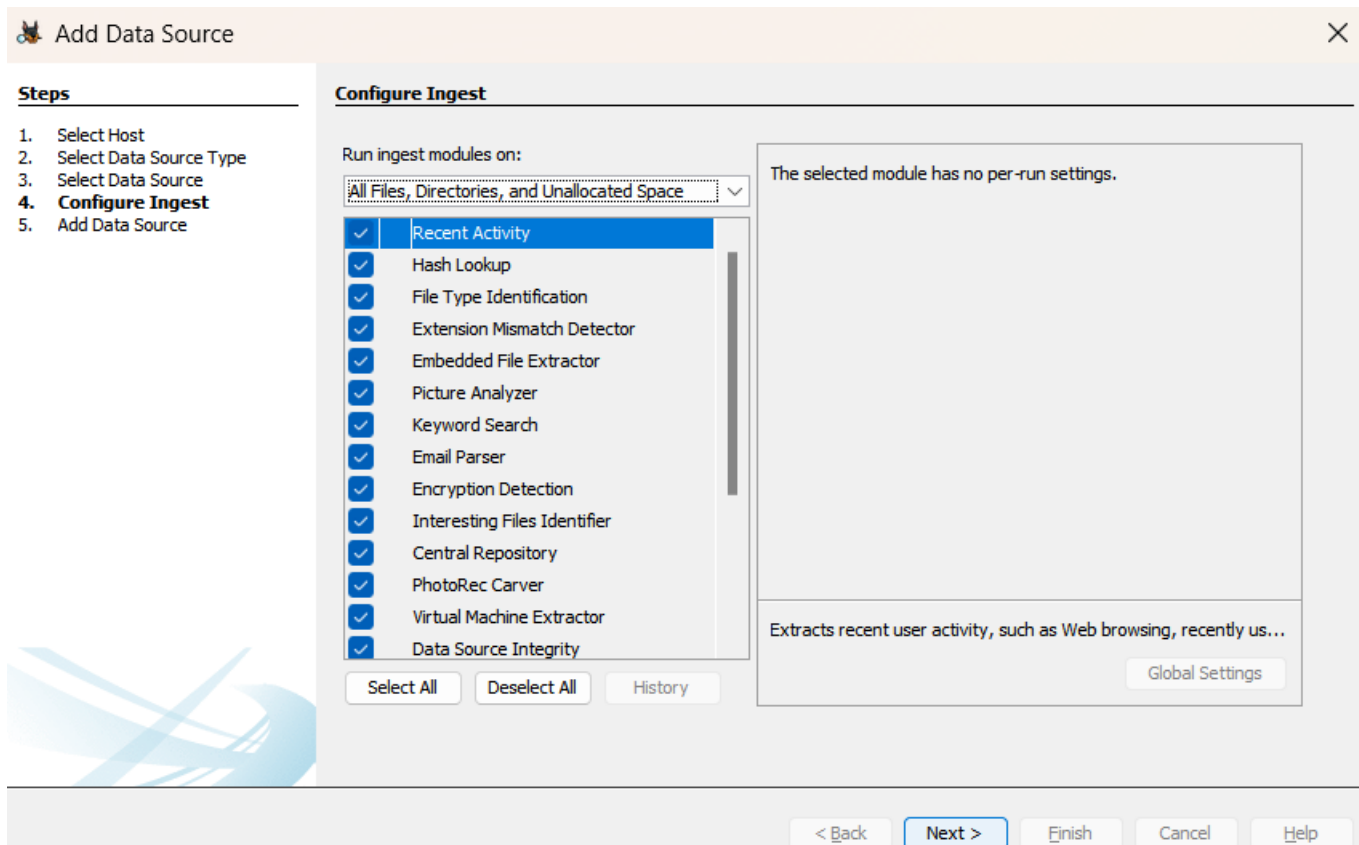 Add Data Source
Steps
1. Select Host
2. Select Data Source Type
3. Select Data Source
4. Configure Ingest
5. Add Data Source
Configure Ingest
Run ingest modules on:
All Files, Directories, and Unallocated Space
Recent Activity
Hash Lookup
File Type Identification
Extension Mismatch Detector
Embedded File Extractor
Picture Analyzer
Keyword Search
Email Parser
Encryption Detection
Interesting Files Identifier
Central Repository
PhotoRec Carver
Virtual Machine Extractor
Data Source Integrity
Select All Deselect All History
The selected module has no per-run settings.
Extracts recent user activity, such as Web browsing, recently us...
Global Settings
< Back Next > Finish Cancel Help